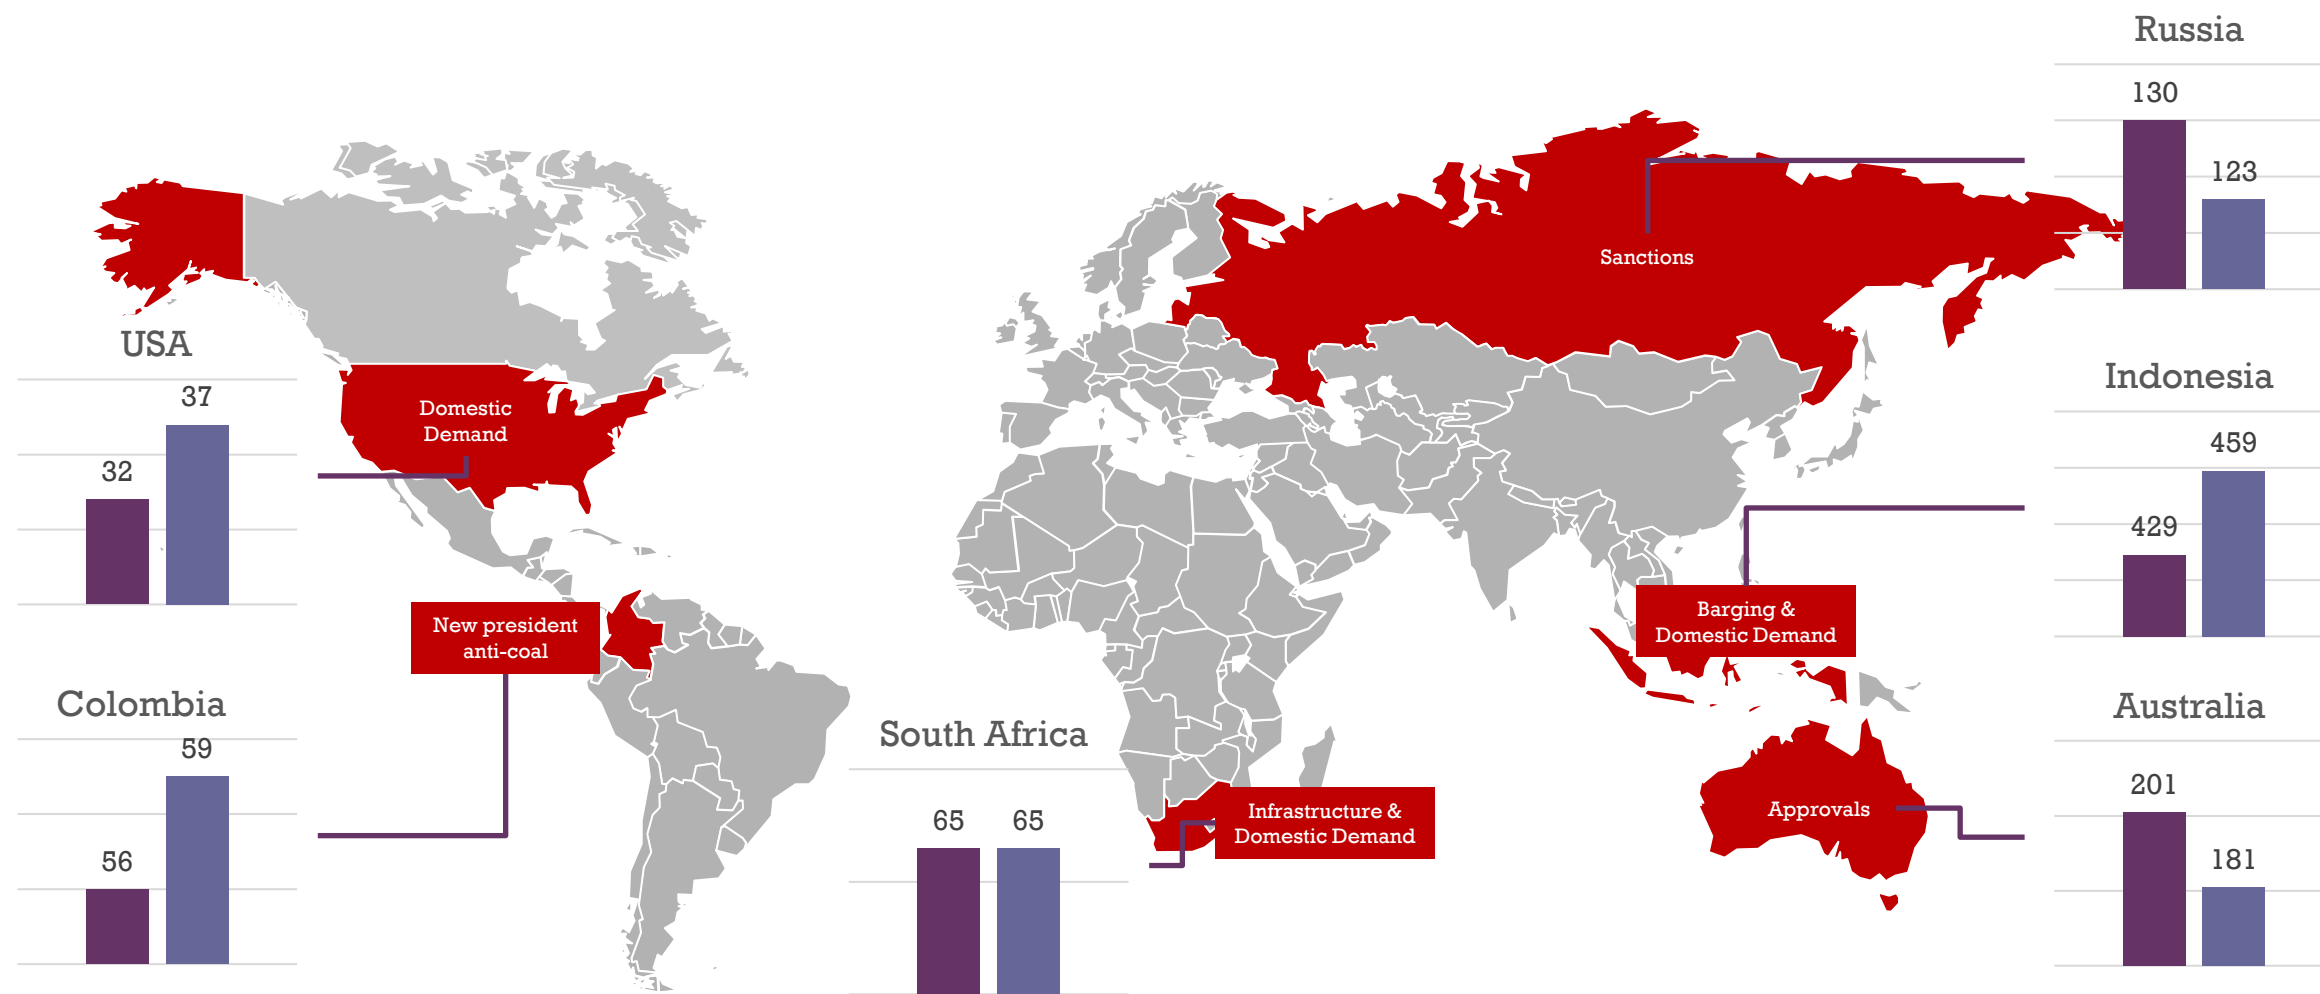 Russia
130
123
Sanctions
USA
37
32
Domestic
Demand
Indonesia
459
429
Barging &
Domestic Demand
New president
anti-coal
Colombia
59
56
South Africa
65
65
Infrastructure &
Domestic Demand
Australia
201
181
Approvals